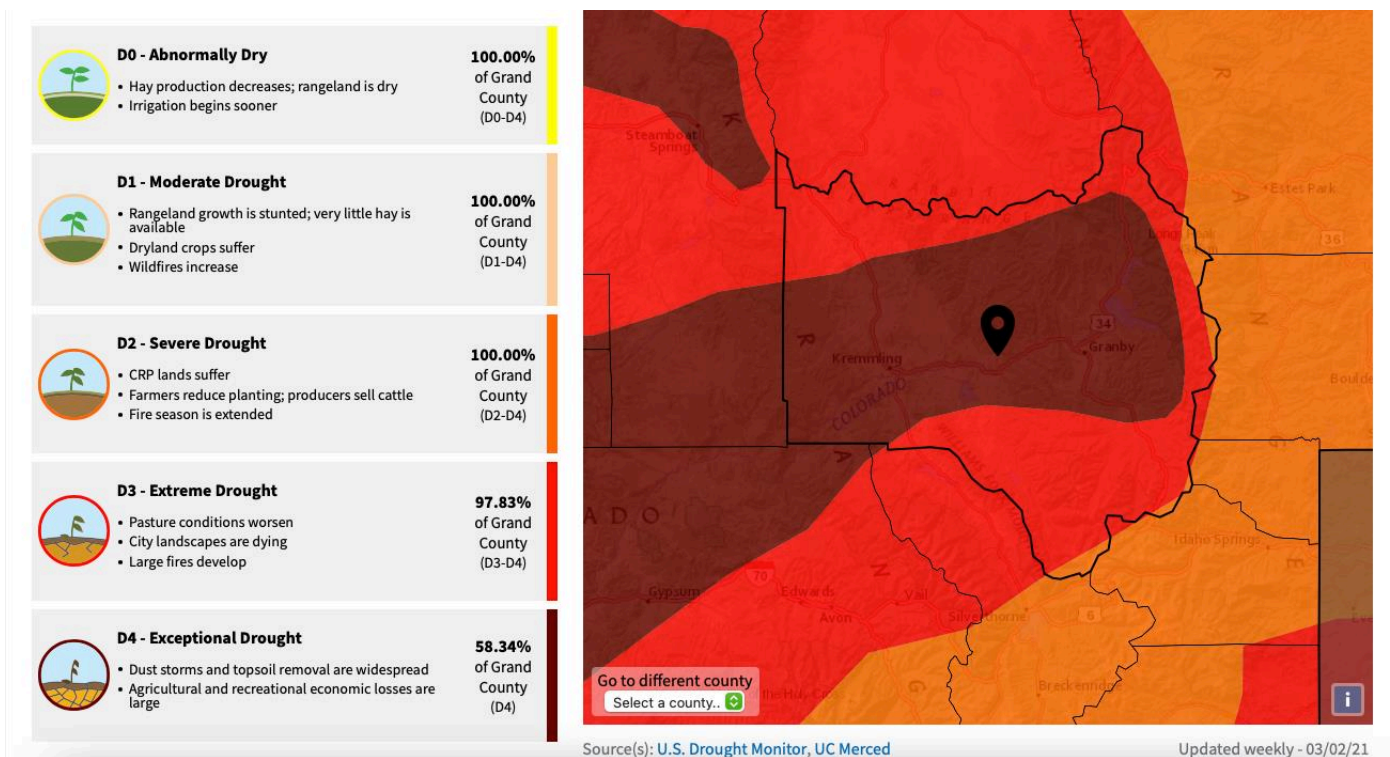 D0 - Abnormally Dry
• Hay production decreases; rangeland is dry
• Irrigation begins sooner
100.00%
of Grand
County
(D0-D4)
D1 - Moderate Drought
• Rangeland growth is stunted; very little hay is
available
• Dryland crops suffer
• Wildfires increase
100.00%
of Grand
County
(D1-D4)
D2 - Severe Drought
• CRP lands suffer
• Farmers reduce planting; producers sell cattle
• Fire season is extended
100.00%
of Grand
County
(D2-D4)
D3 - Extreme Drought
• Pasture conditions worsen
• City landscapes are dying
• Large fires develop
97.83%
of Grand
County
(D3-D4)
D4 - Exceptional Drought
• Dust storms and topsoil removal are widespread
• Agricultural and recreational economic losses are
large
58.34%
of Grand
County
(D4)
Steamboat
Springs
Estes Park
36
34
Granby
Kremmling
COLORADO
ADO
Idaho Springs
70
Gypsum
Edwards
Vail
Avon
Silverthorne
6
Breckenridge
Go to different county
Select a county..
i
Source(s): U.S. Drought Monitor, UC Merced
Updated weekly - 03/02/21